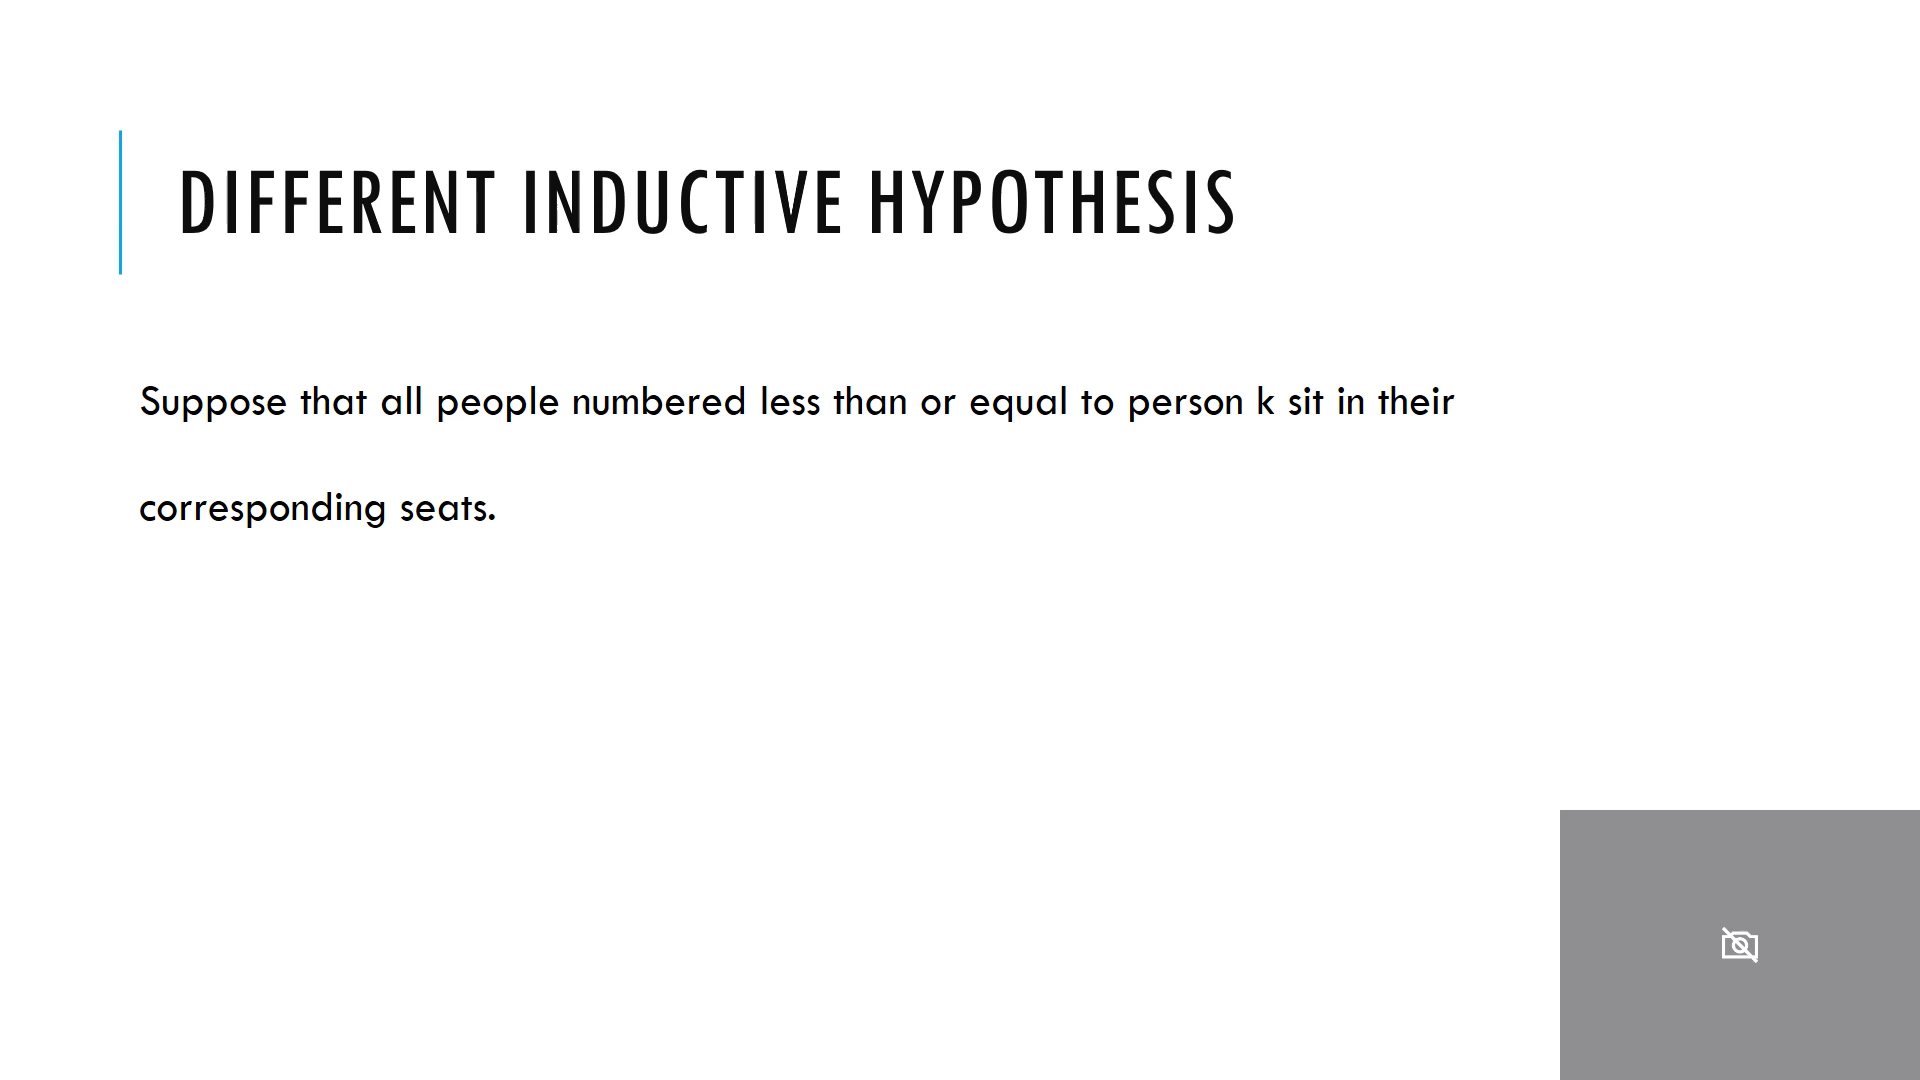 DIFFERENT INDUCTIVE HYPOTHESIS
Suppose that all people numbered less than or equal to person k sit in their
corresponding seats.